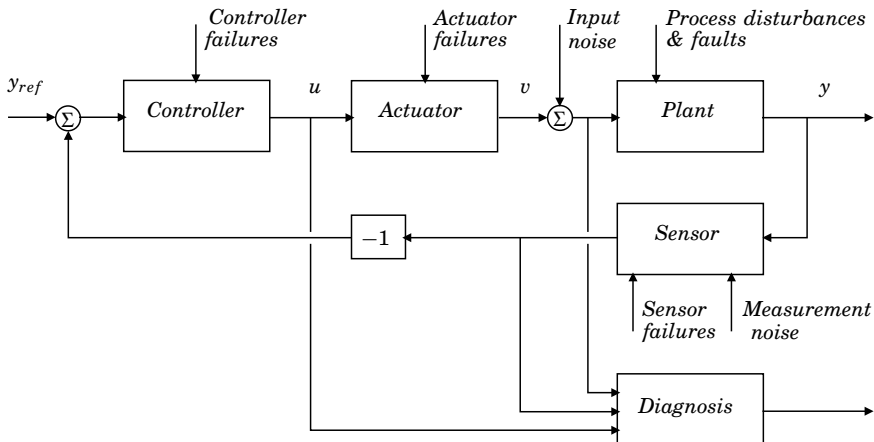 Controller
failures
Actuator
failures
Input
noise
Process disturbances
& faults
y_ref
Σ
Controller
u
Actuator
v
Σ
Plant
y
−1
Sensor
Sensor
failures
Measurement
noise
Diagnosis